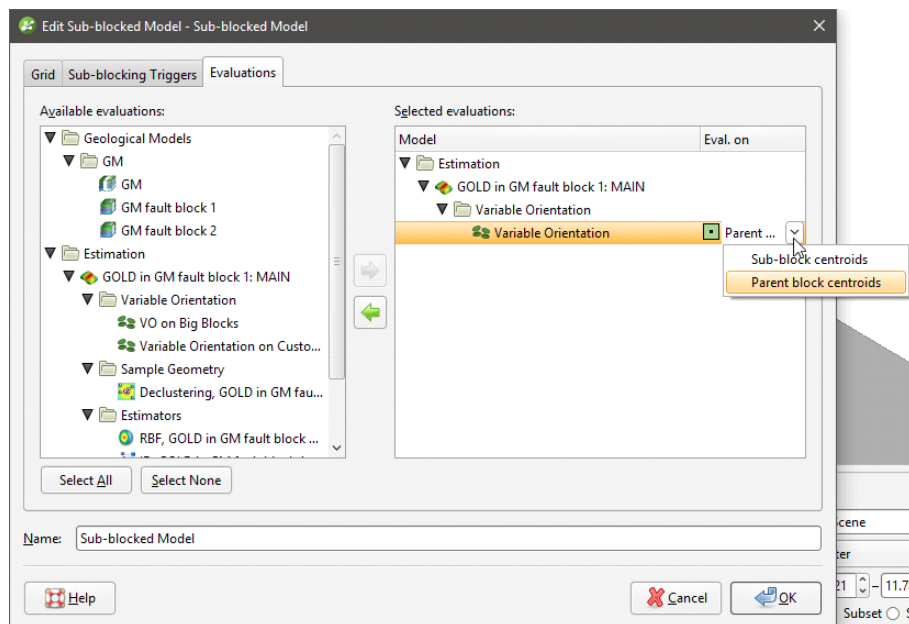 Edit Sub-blocked Model - Sub-blocked Model
Grid Sub-blocking Triggers Evaluations
Available evaluations:
Geological Models
GM
GM
GM fault block 1
GM fault block 2
Estimation
GOLD in GM fault block 1: MAIN
Variable Orientation
VO on Big Blocks
Variable Orientation on Custo...
Sample Geometry
Declustering, GOLD in GM fau...
Estimators
RBF, GOLD in GM fault block ...
Select All Select None
Selected evaluations:
Model Eval. on
Estimation
GOLD in GM fault block 1: MAIN
Variable Orientation
Variable Orientation Parent ...
Sub-block centroids
Parent block centroids
Name: Sub-blocked Model
Help Cancel OK
cene
ter
21 – 11.7
Subset